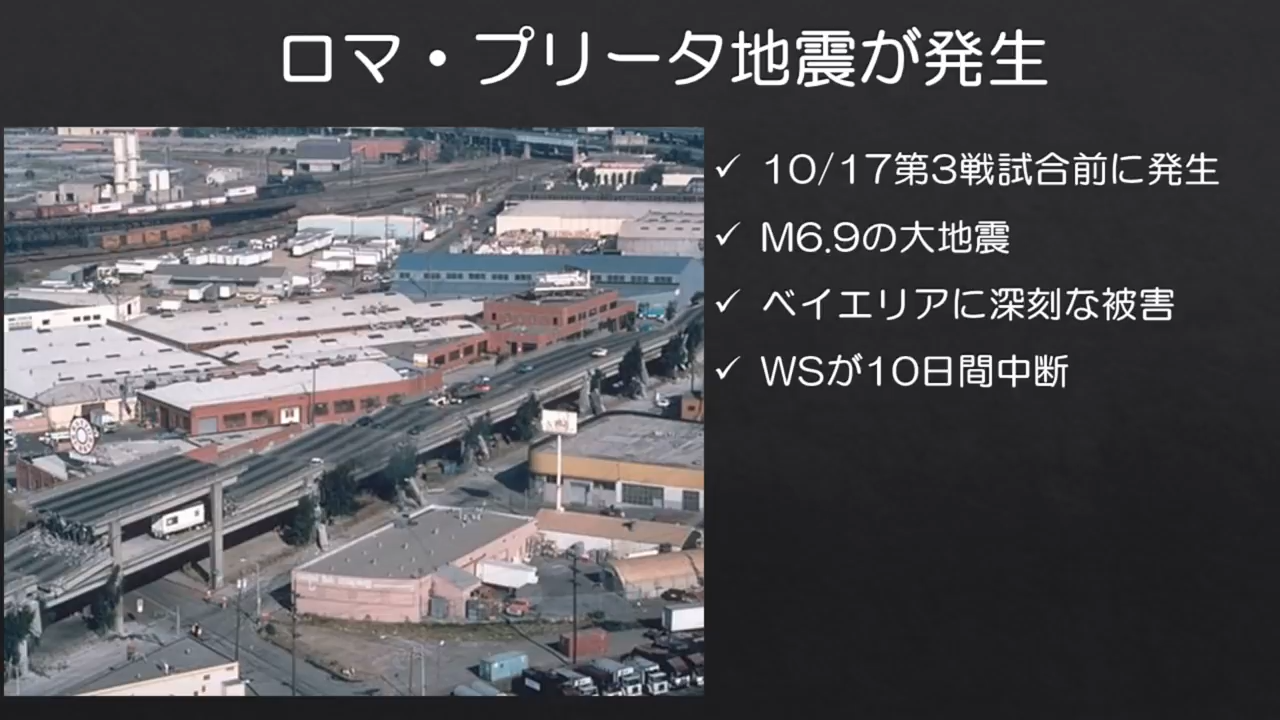 ロマ・プリータ地震が発生
✓ 10/17第3戦試合前に発生
✓ M6.9の大地震
✓ ベイエリアに深刻な被害
✓ WSが10日間中断